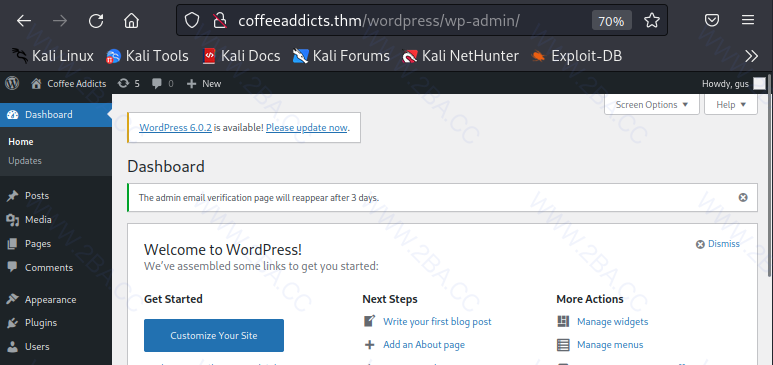 coffeeaddicts.thm/wordpress/wp-admin/ 70%
Kali Linux Kali Tools Kali Docs Kali Forums Kali NetHunter Exploit-DB
Coffee Addicts 5 0 + New Howdy, gus
Dashboard
Home
Updates
Posts
Media
Pages
Comments
Appearance
Plugins
Users
Screen Options Help
WordPress 6.0.2 is available! Please update now.
Dashboard
The admin email verification page will reappear after 3 days.
Welcome to WordPress!
Dismiss
We've assembled some links to get you started:
Get Started
Customize Your Site
Next Steps
Write your first blog post
Add an About page
More Actions
Manage widgets
Manage menus
WWW.2BA.CC